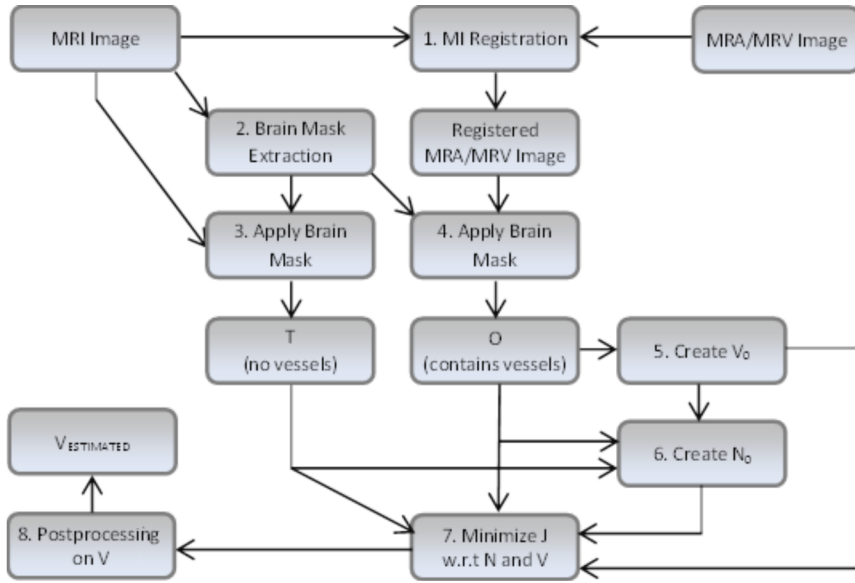 MRI Image
1. MI Registration
MRA/MRV Image
2. Brain Mask
Extraction
Registered
MRA/MRV Image
3. Apply Brain
Mask
4. Apply Brain
Mask
T
(no vessels)
O
(contains vessels)
5. Create V₀
V ESTIMATED
6. Create N₀
8. Postprocessing
on V
7. Minimize J
w.r.t N and V